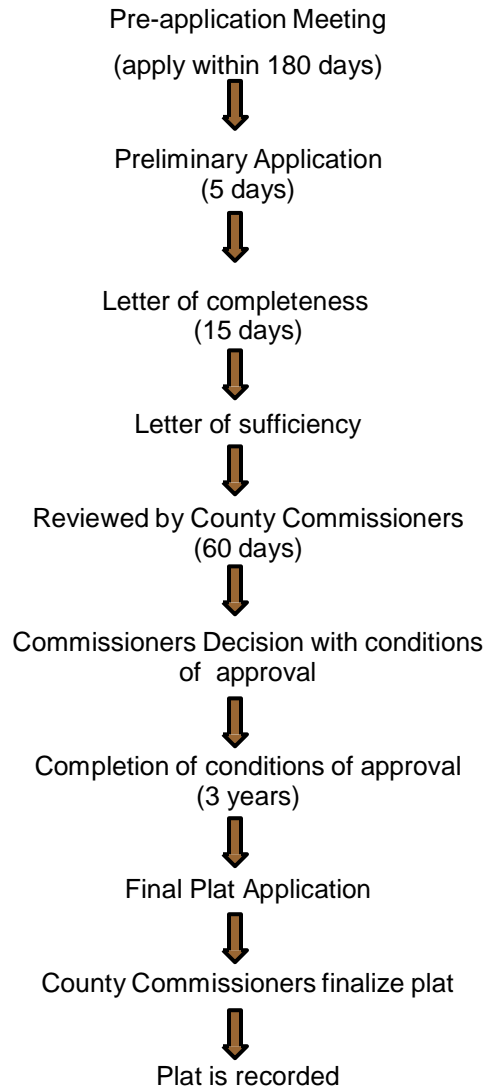 Pre-application Meeting
(apply within 180 days)
Preliminary Application
(5 days)
Letter of completeness
(15 days)
Letter of sufficiency
Reviewed by County Commissioners
(60 days)
Commissioners Decision with conditions
of approval
Completion of conditions of approval
(3 years)
Final Plat Application
County Commissioners finalize plat
Plat is recorded